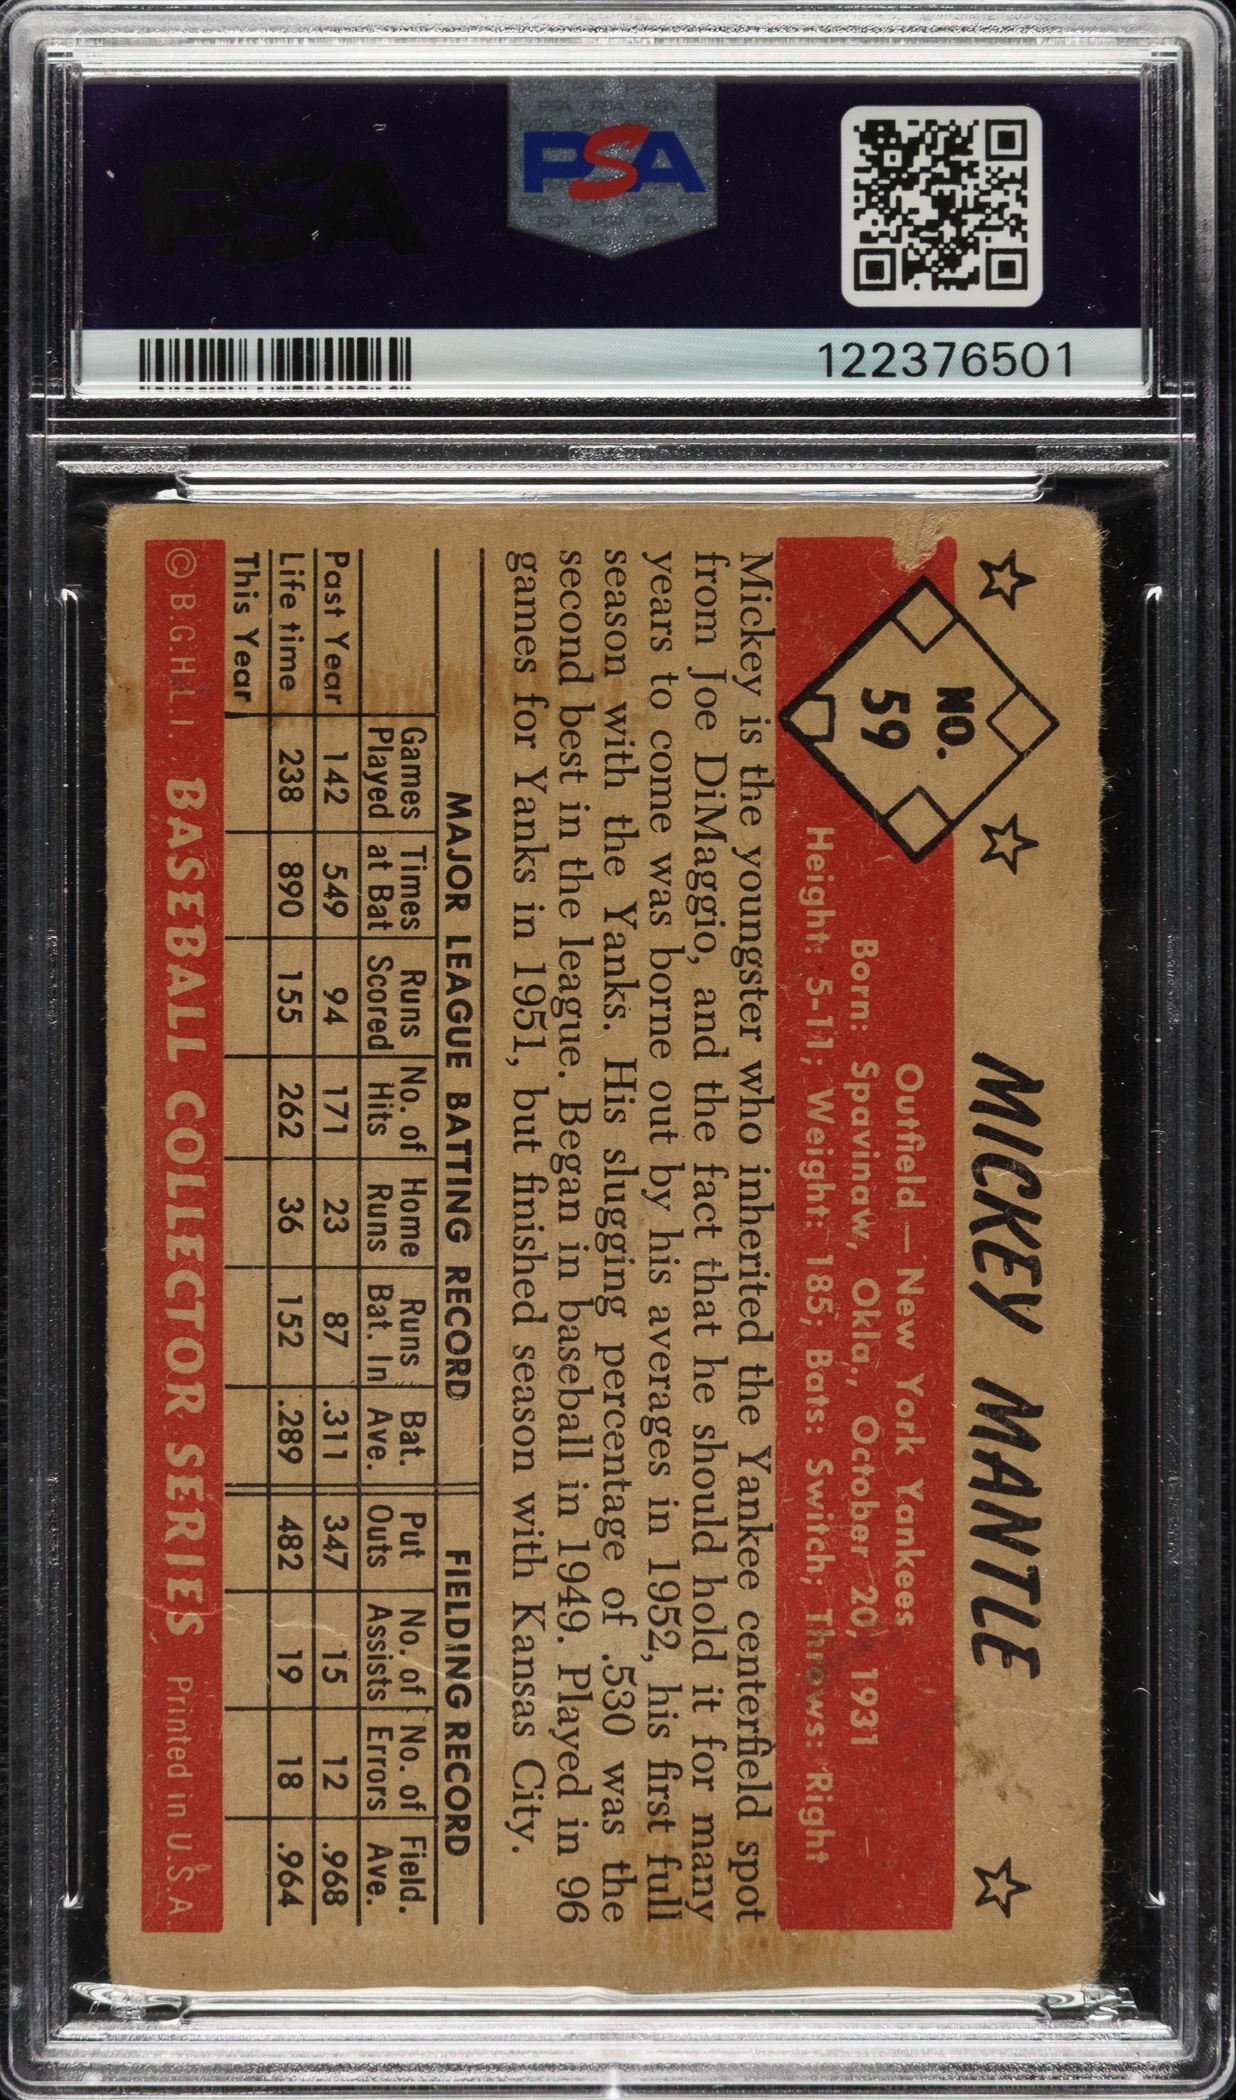 PSA
PSA
122376501
NO.
59
MICKEY MANTLE
Outfield — New York Yankees
Born: Spavinaw, Okla., October 20, 1931
Height: 5-11; Weight: 185; Bats: Switch; Throws: Right
Mickey is the youngster who inherited the Yankee centerfield spot
from Joe DiMaggio, and the fact that he should hold it for many
years to come was borne out by his averages in 1952, his first full
season with the Yanks. His slugging percentage of .530 was the
second best in the league. Began in baseball in 1949. Played in 96
games for Yanks in 1951, but finished season with Kansas City.
MAJOR LEAGUE BATTING RECORD FIELDING RECORD
Games Times Runs No. of Home Runs Bat. Put No. of No. of Field.
Played at Bat Scored Hits Runs Bat. In Ave. Outs Assists Errors Ave.
Past Year 142 549 94 171 23 87 .311 347 15 12 .968
Life time 238 890 155 262 36 152 .289 482 19 18 .964
This Year
© B.G.H.L.I. BASEBALL COLLECTOR SERIES Printed in U.S.A.